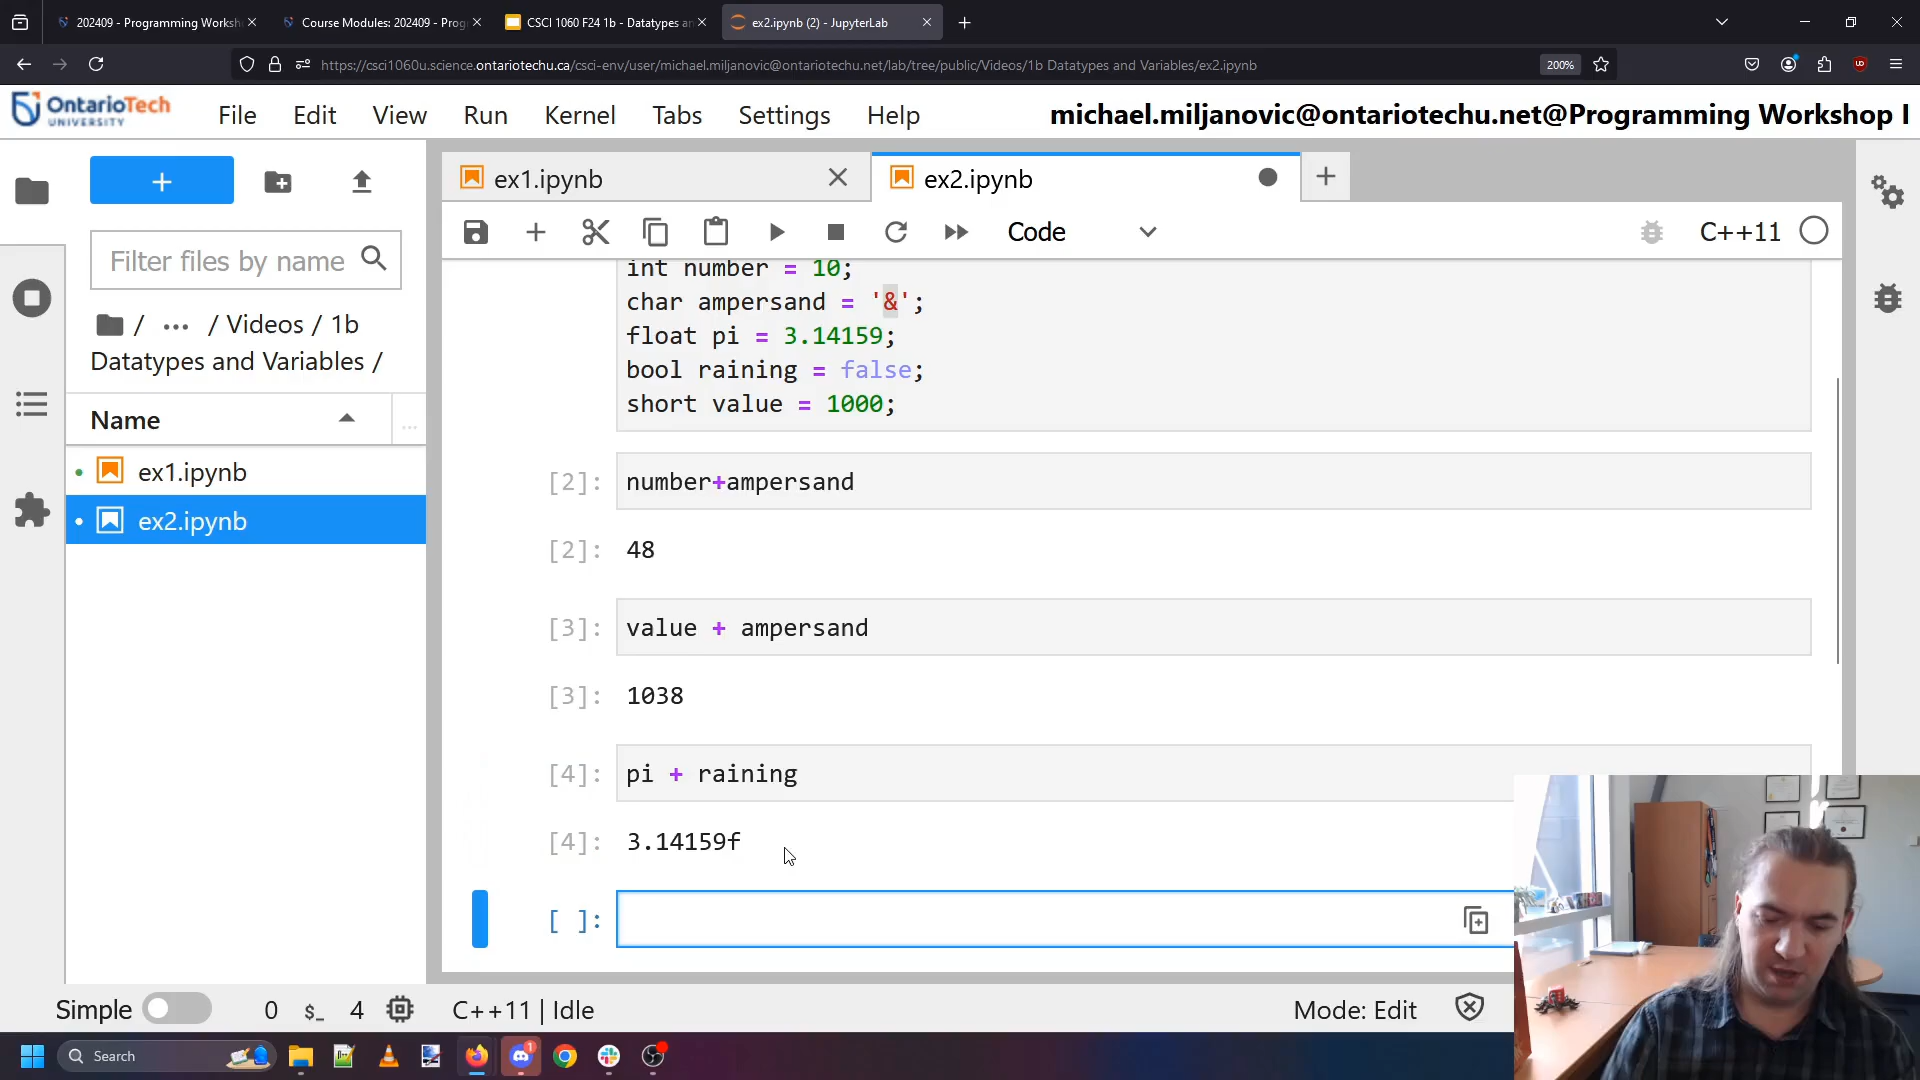 202409 - Programming Worksh
Course Modules: 202409 - Prog
CSCI 1060 F24 1b - Datatypes an
ex2.ipynb (2) - JupyterLab
https://csci1060u.science.ontariotechu.ca/csci-env/user/michael.miljanovic@ontariotechu.net/lab/tree/public/Videos/1b Datatypes and Variables/ex2.ipynb
200%
OntarioTech
UNIVERSITY
File Edit View Run Kernel Tabs Settings Help
michael.miljanovic@ontariotechu.net@Programming Workshop I
+
ex1.ipynb
ex2.ipynb
Code
C++11
Filter files by name
/ ··· / Videos / 1b
Datatypes and Variables /
Name
...
ex1.ipynb
ex2.ipynb
int number = 10;
char ampersand = '&';
float pi = 3.14159;
bool raining = false;
short value = 1000;
[2]: number+ampersand
[2]: 48
[3]: value + ampersand
[3]: 1038
[4]: pi + raining
[4]: 3.14159f
[ ]:
Simple 0 $_ 4 C++11 | Idle
Mode: Edit
Search
1